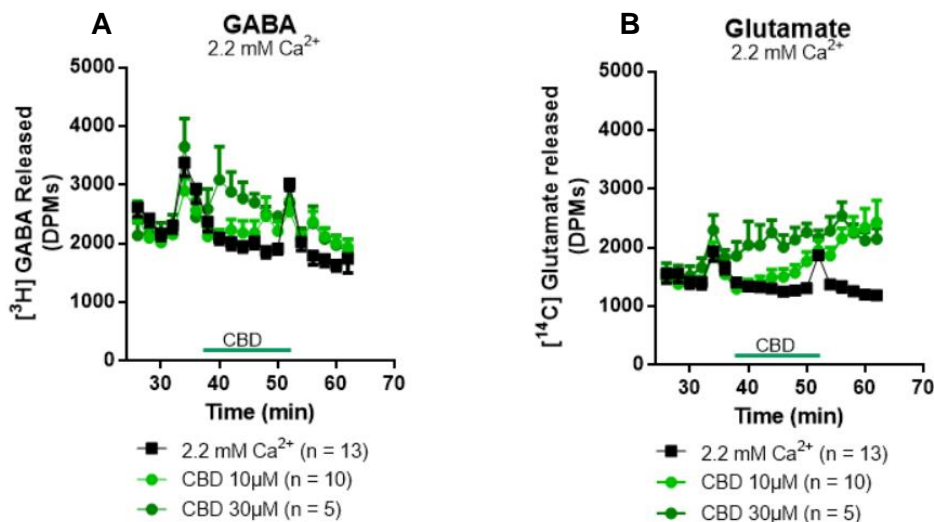 A
GABA
2.2 mM Ca²⁺
[³H] GABA Released
(DPMs)
5000
4000
3000
2000
1000
0
CBD
30
40
50
60
70
Time (min)
2.2 mM Ca²⁺ (n = 13)
CBD 10µM (n = 10)
CBD 30µM (n = 5)
B
Glutamate
2.2 mM Ca²⁺
[¹⁴C] Glutamate released
(DPMs)
5000
4000
3000
2000
1000
0
CBD
30
40
50
60
70
Time (min)
2.2 mM Ca²⁺ (n = 13)
CBD 10µM (n = 10)
CBD 30µM (n = 5)